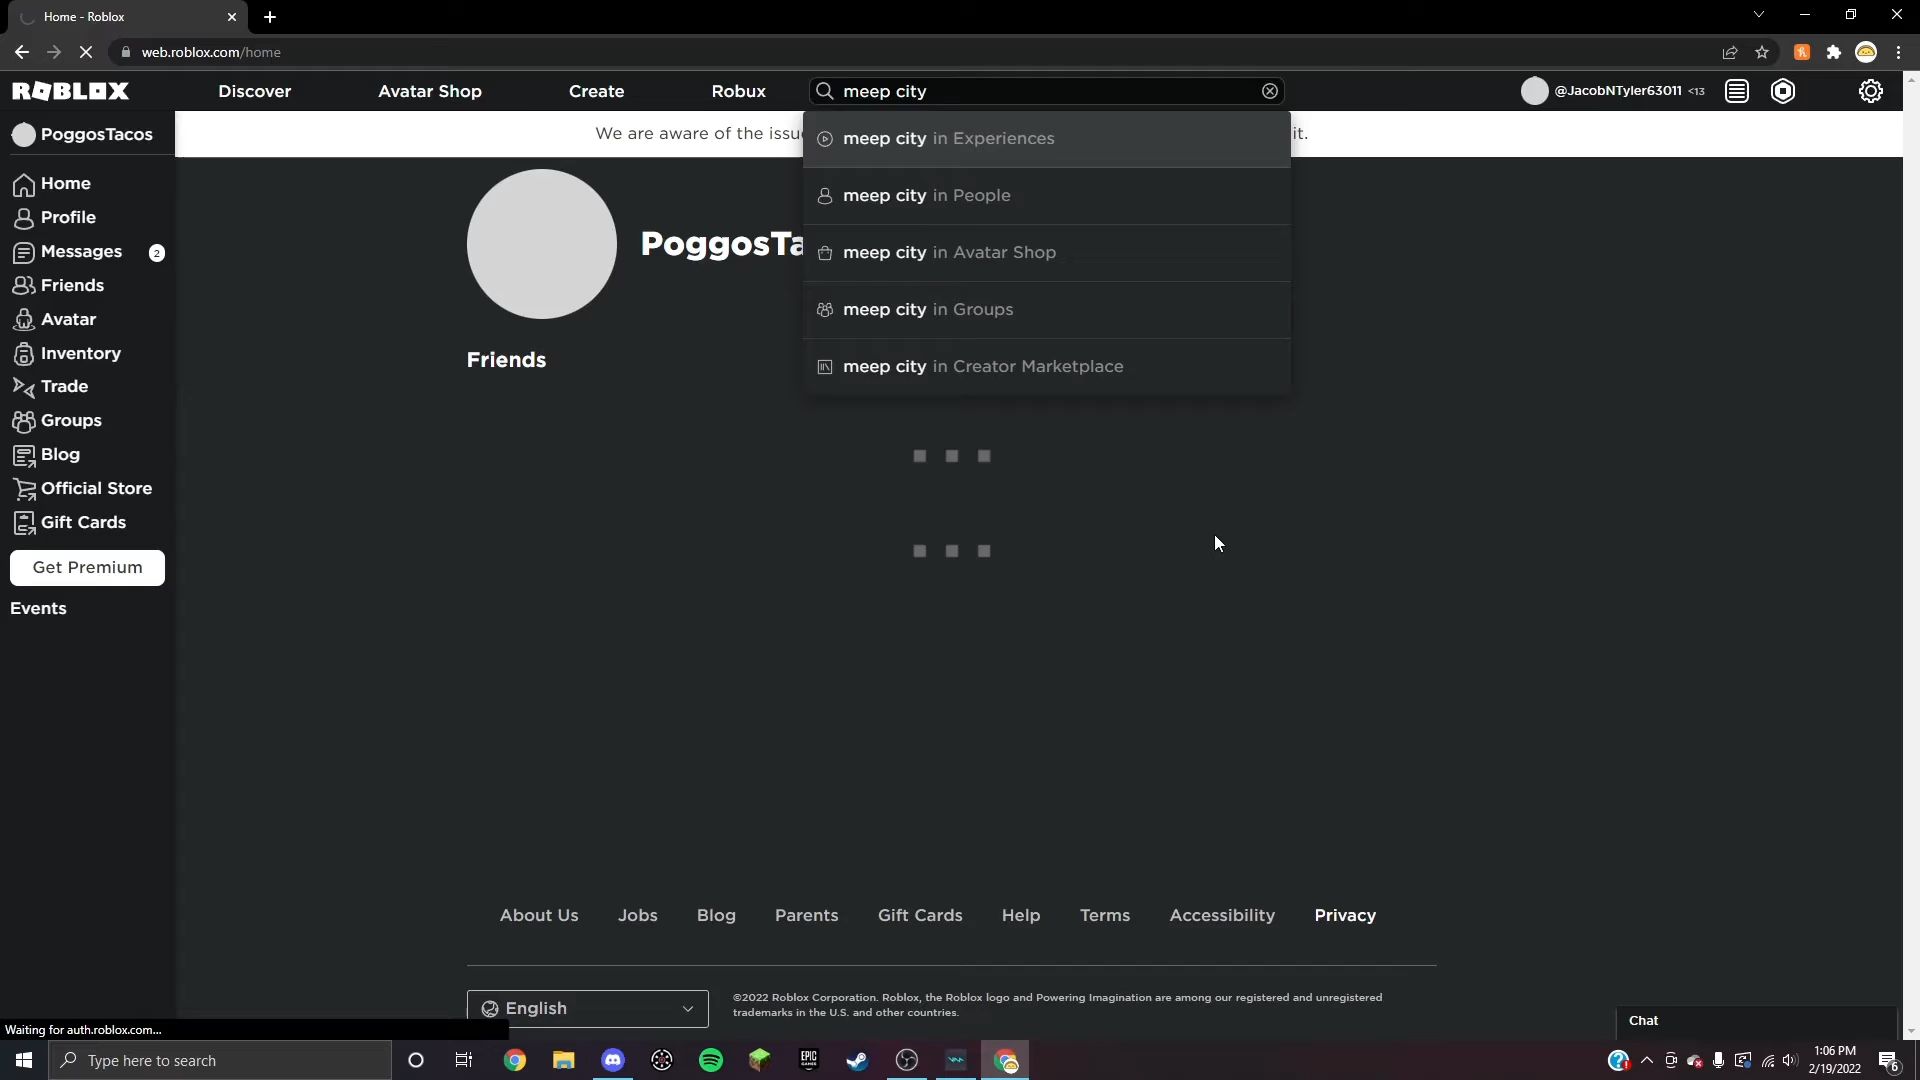 Home - Roblox
web.roblox.com/home
ROBLOX
Discover
Avatar Shop
Create
Robux
meep city
@JacobNTyler63011 <13
PoggosTacos
We are aware of the issu
it.
meep city in Experiences
meep city in People
meep city in Avatar Shop
meep city in Groups
meep city in Creator Marketplace
Home
Profile
Messages 2
Friends
Avatar
Inventory
Trade
Groups
Blog
Official Store
Gift Cards
Get Premium
Events
PoggosTa
Friends
About Us Jobs Blog Parents Gift Cards Help Terms Accessibility Privacy
English
©2022 Roblox Corporation. Roblox, the Roblox logo and Powering Imagination are among our registered and unregistered
trademarks in the U.S. and other countries.
Chat
Waiting for auth.roblox.com...
Type here to search
EPIC
GAMES
1:06 PM
2/19/2022
6